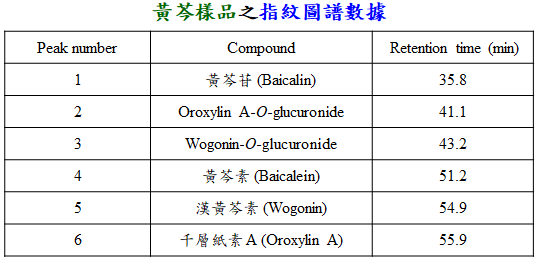 黃芩樣品之指紋圖譜數據
Peak number Compound Retention time (min)
1 黃芩苷 (Baicalin) 35.8
2 Oroxylin A-O-glucuronide 41.1
3 Wogonin-O-glucuronide 43.2
4 黃芩素 (Baicalein) 51.2
5 漢黃芩素 (Wogonin) 54.9
6 千層紙素A (Oroxylin A) 55.9